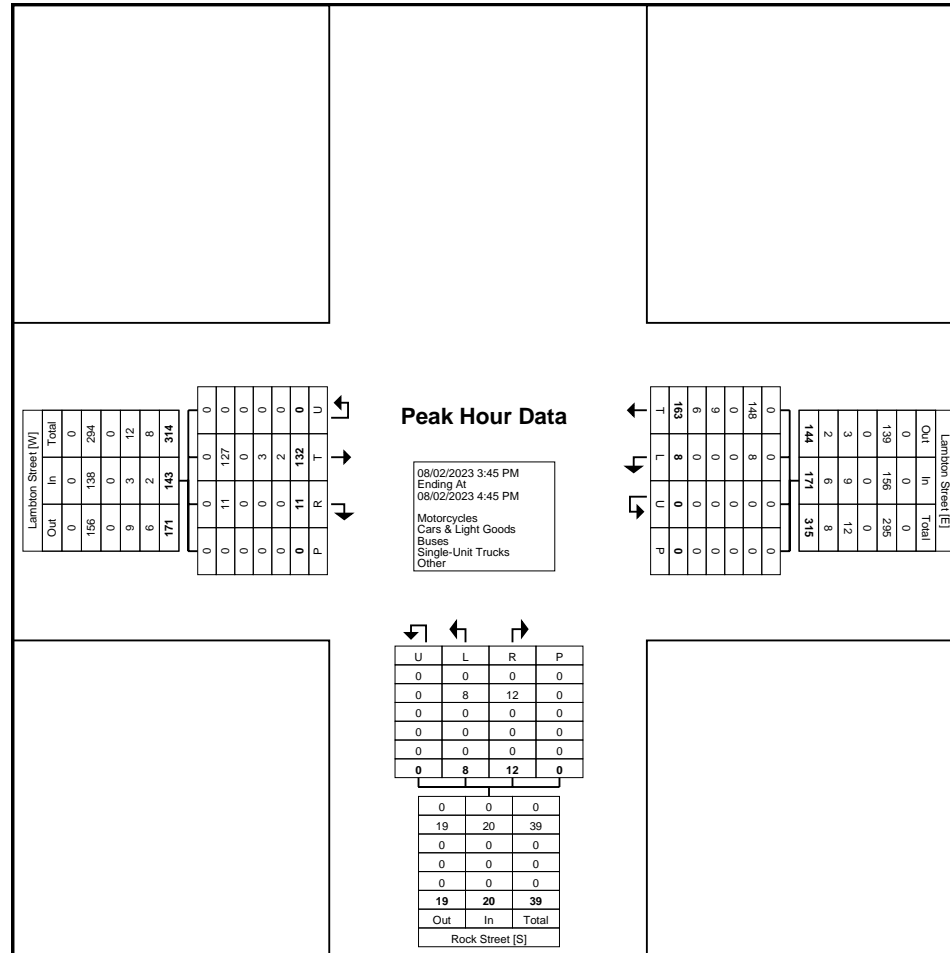 Peak Hour Data
08/02/2023 3:45 PM
Ending At
08/02/2023 4:45 PM
Motorcycles
Cars & Light Goods
Buses
Single-Unit Trucks
Other
Lambton Street [W]
Total 0 294 0 12 8 314
In 0 138 0 3 2 143
Out 0 156 0 9 6 171
0 0 0 0 0 0 U
0 127 0 3 2 132 T
0 11 0 0 0 11 R
0 0 0 0 0 0 P
T 163 6 9 0 148 0
L 8 0 0 0 8 0
U 0 0 0 0 0 0
P 0 0 0 0 0 0
144 2 3 0 139 0 Out
171 6 9 0 156 0 In
315 8 12 0 295 0 Total
Lambton Street [E]
U L R P
0 0 0 0
0 8 12 0
0 0 0 0
0 0 0 0
0 0 0 0
0 8 12 0
0 0 0
19 20 39
0 0 0
0 0 0
0 0 0
19 20 39
Out In Total
Rock Street [S]